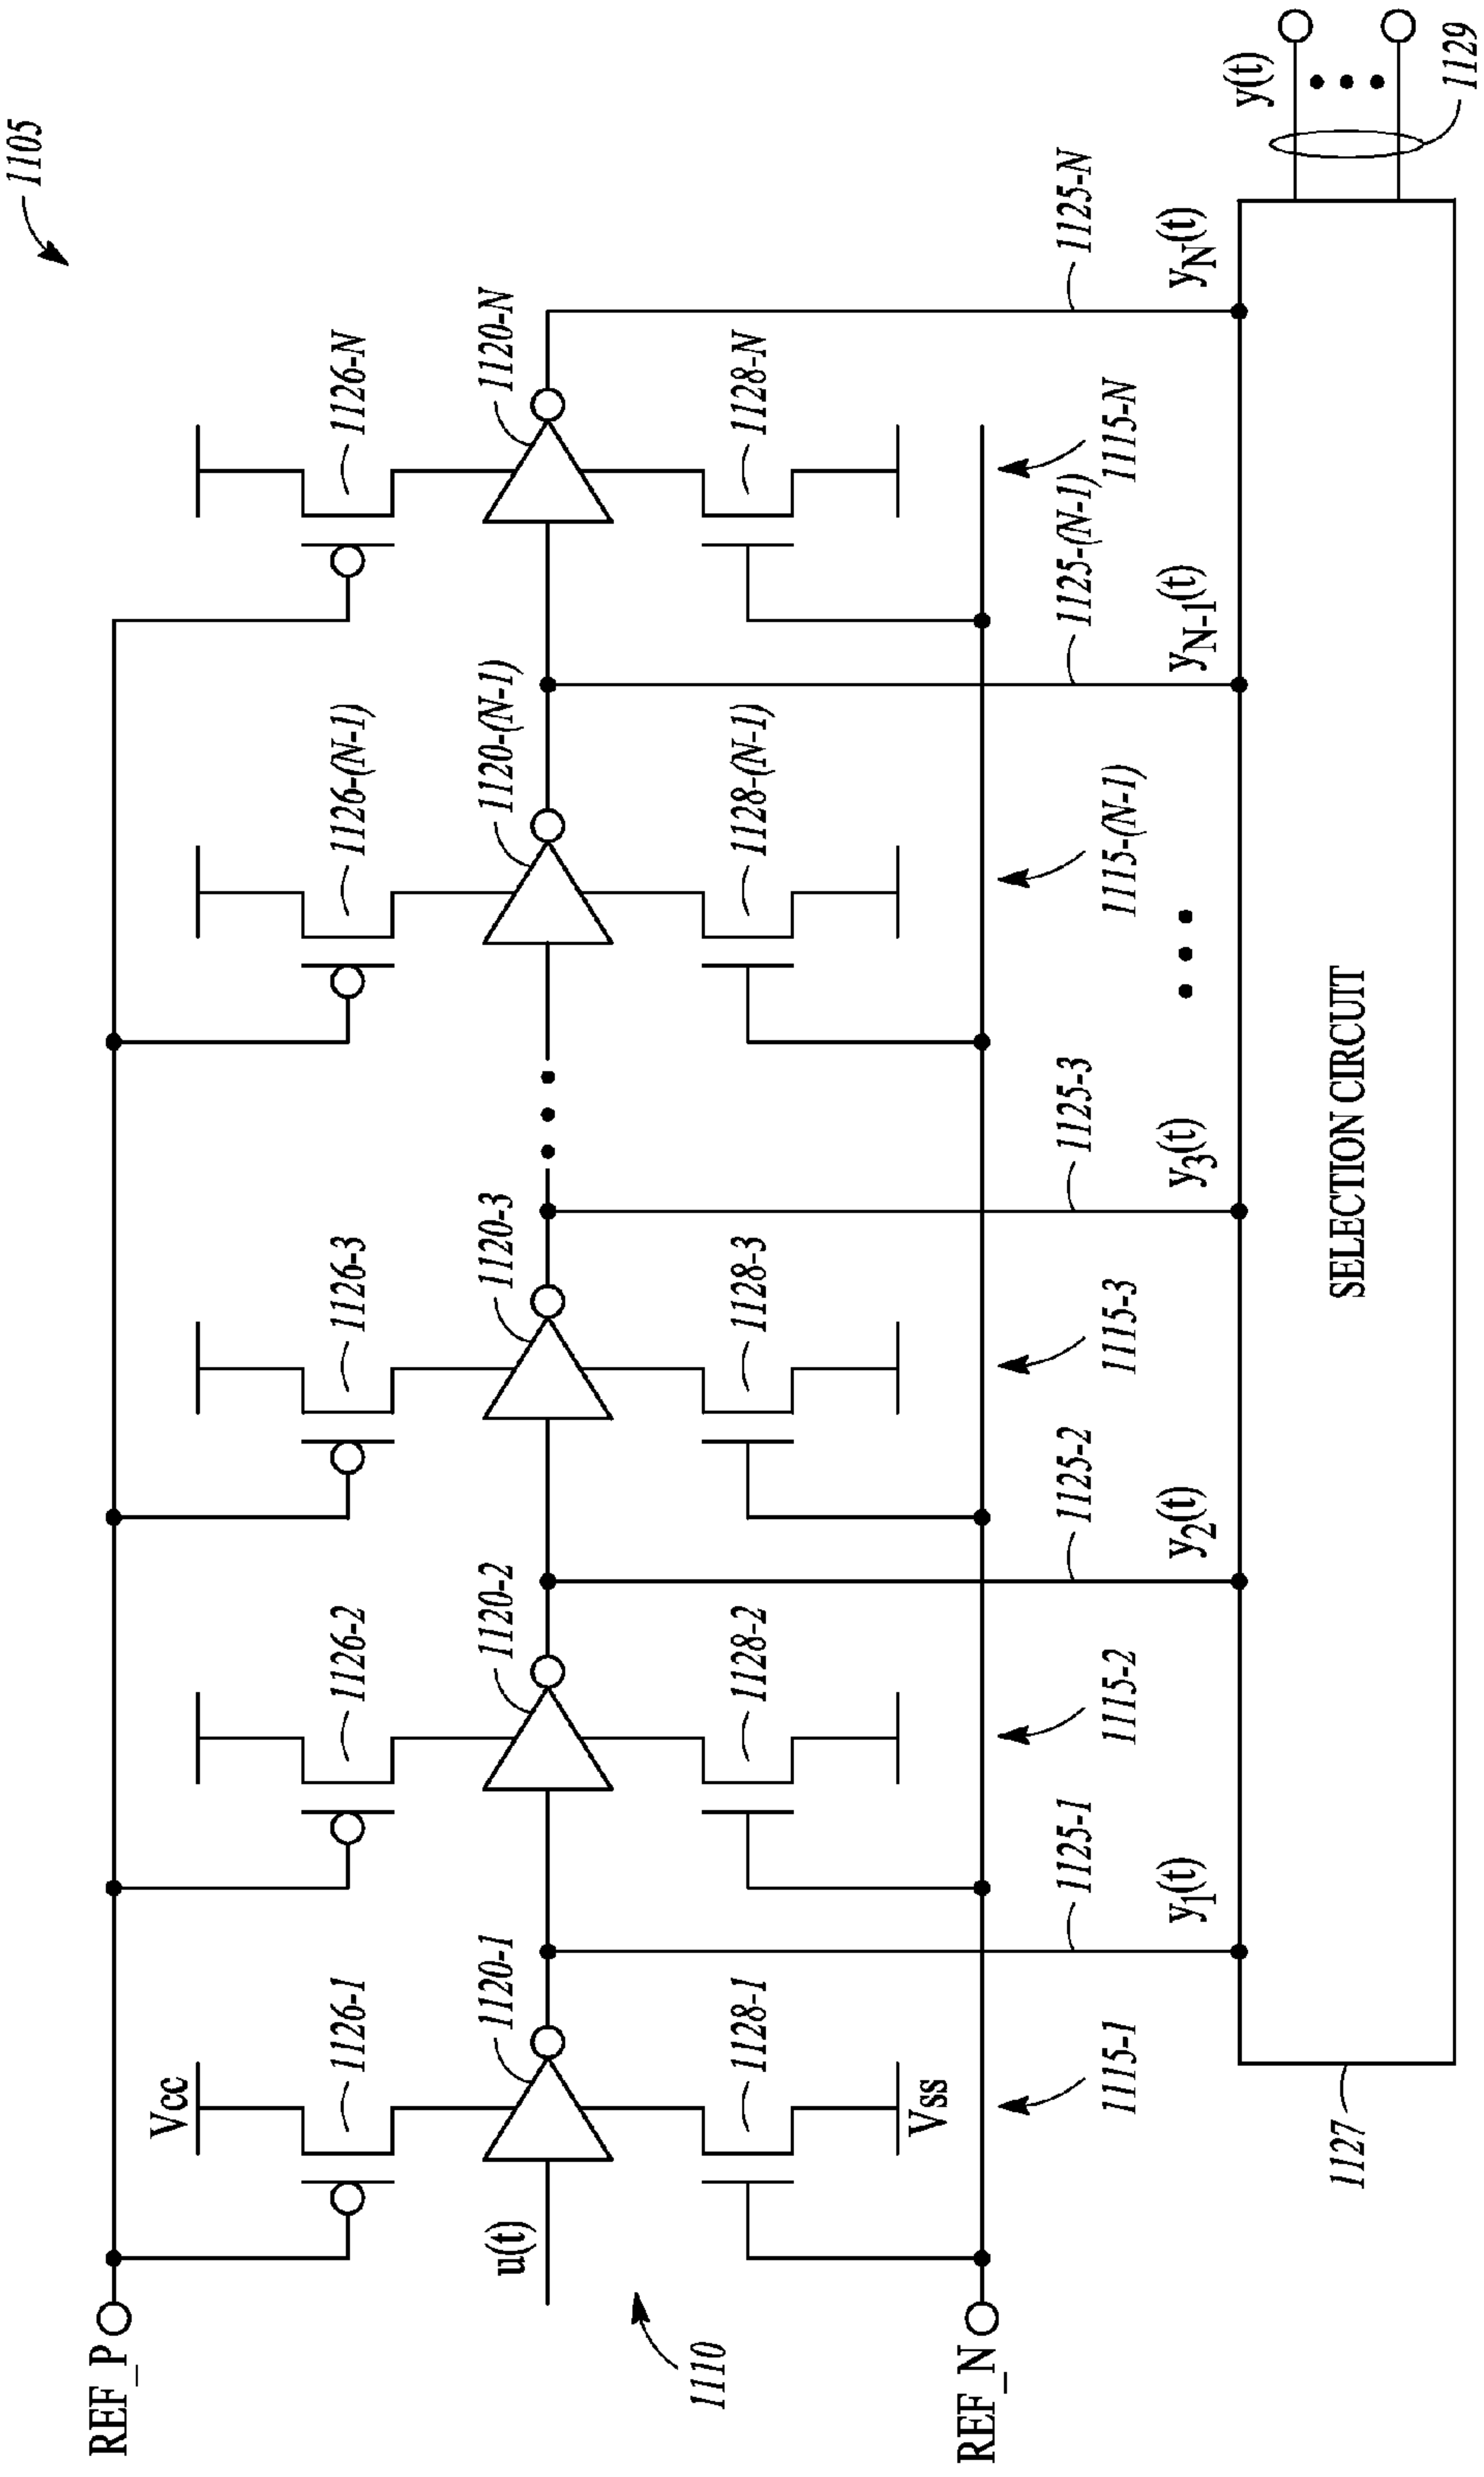 1105
REF_P
Vcc
1126-1
1126-2
1126-3
1126-(N-1)
1126-N
u(t)
1120-1
1120-2
1120-3
1120-(N-1)
1120-N
1110
1128-1
1128-2
1128-3
1128-(N-1)
1128-N
Vss
REF_N
1115-1
1125-1
1115-2
1125-2
1115-3
1125-3
1115-(N-1)
1125-(N-1)
1115-N
1125-N
y1(t)
y2(t)
y3(t)
yN-1(t)
yN(t)
y(t)
1127
SELECTION CIRCUIT
1129